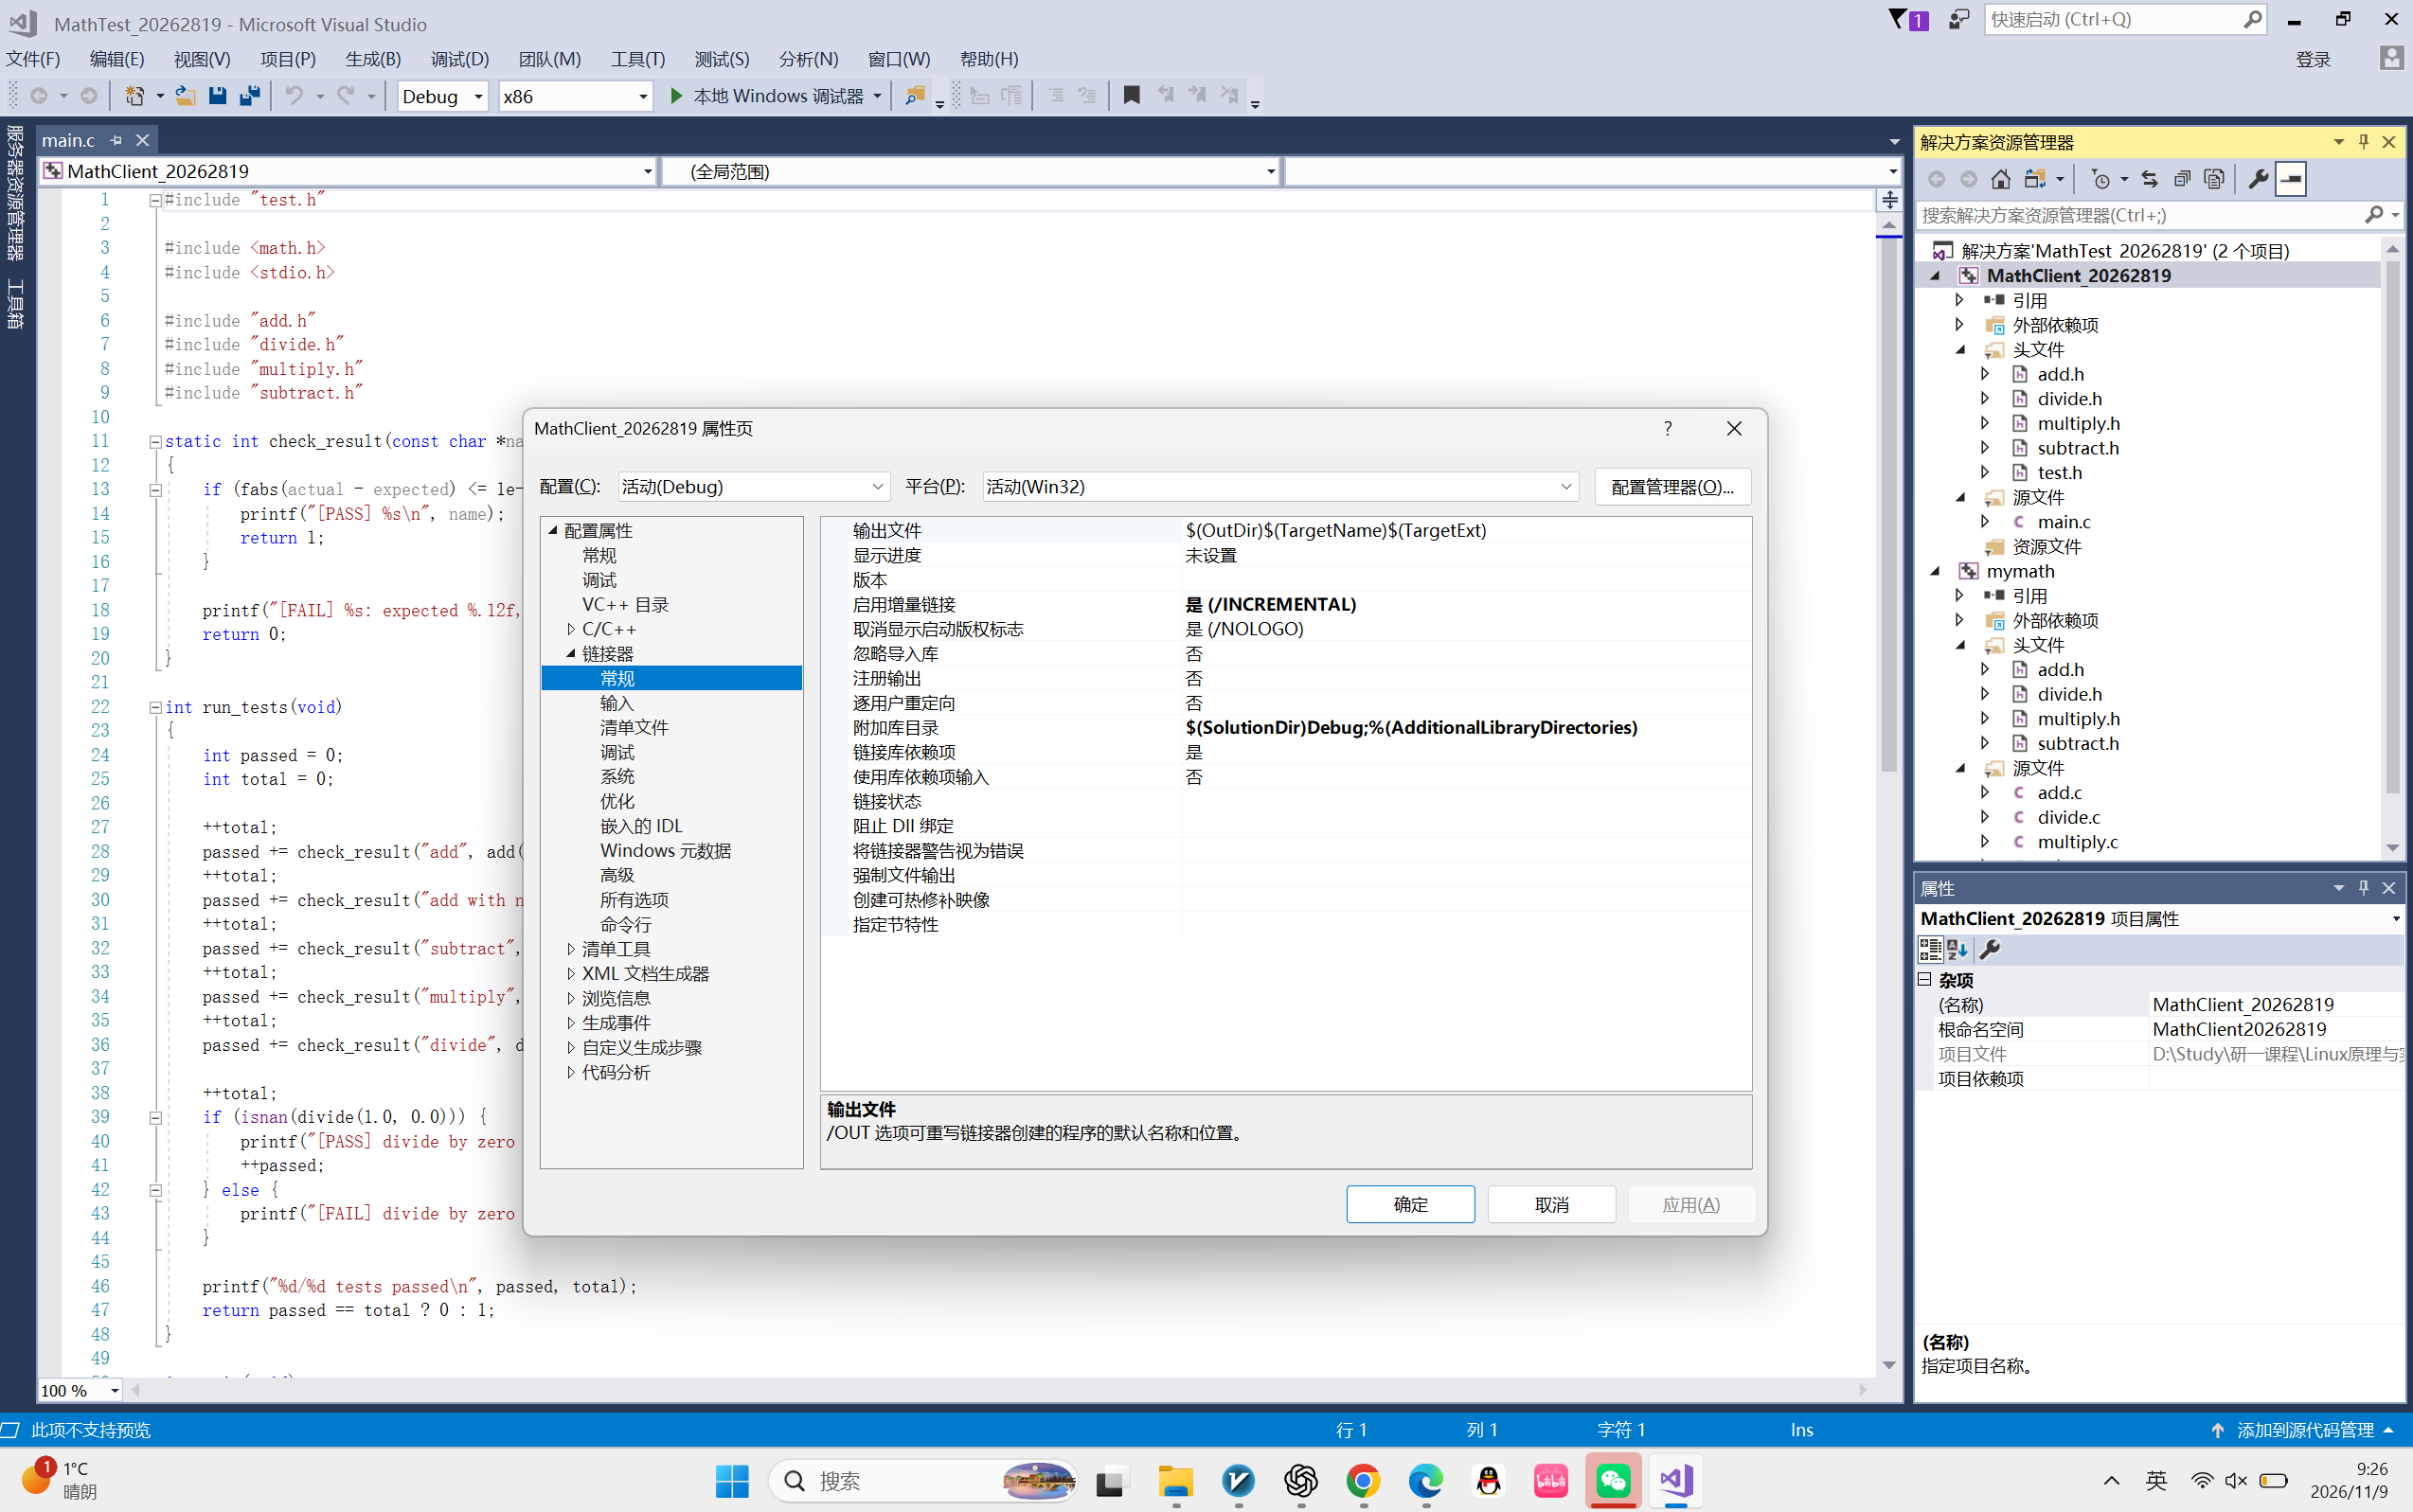 MathTest_20262819 - Microsoft Visual Studio
1
快速启动 (Ctrl+Q)
文件(F) 编辑(E) 视图(V) 项目(P) 生成(B) 调试(D) 团队(M) 工具(T) 测试(S) 分析(N) 窗口(W) 帮助(H)
登录
Debug x86 本地 Windows 调试器
服务器资源管理器
工具箱
main.c
MathClient_20262819 (全局范围)
1 #include "test.h"
2
3 #include <math.h>
4 #include <stdio.h>
5
6 #include "add.h"
7 #include "divide.h"
8 #include "multiply.h"
9 #include "subtract.h"
10
11 static int check_result(const char *na
12 {
13 if (fabs(actual - expected) <= 1e-
14 printf("[PASS] %s\n", name);
15 return 1;
16 }
17
18 printf("[FAIL] %s: expected %.12f,
19 return 0;
20 }
21
22 int run_tests(void)
23 {
24 int passed = 0;
25 int total = 0;
26
27 ++total;
28 passed += check_result("add", add(
29 ++total;
30 passed += check_result("add with n
31 ++total;
32 passed += check_result("subtract",
33 ++total;
34 passed += check_result("multiply",
35 ++total;
36 passed += check_result("divide", d
37
38 ++total;
39 if (isnan(divide(1.0, 0.0))) {
40 printf("[PASS] divide by zero
41 ++passed;
42 } else {
43 printf("[FAIL] divide by zero
44 }
45
46 printf("%d/%d tests passed\n", passed, total);
47 return passed == total ? 0 : 1;
48 }
49
100 %
MathClient_20262819 属性页
?
配置(C): 活动(Debug) 平台(P): 活动(Win32) 配置管理器(O)...
配置属性
常规
调试
VC++ 目录
C/C++
链接器
常规
输入
清单文件
调试
系统
优化
嵌入的 IDL
Windows 元数据
高级
所有选项
命令行
清单工具
XML 文档生成器
浏览信息
生成事件
自定义生成步骤
代码分析
输出文件 $(OutDir)$(TargetName)$(TargetExt)
显示进度 未设置
版本
启用增量链接 是 (/INCREMENTAL)
取消显示启动版权标志 是 (/NOLOGO)
忽略导入库 否
注册输出 否
逐用户重定向 否
附加库目录 $(SolutionDir)Debug;%(AdditionalLibraryDirectories)
链接库依赖项 是
使用库依赖项输入 否
链接状态
阻止 Dll 绑定
将链接器警告视为错误
强制文件输出
创建可热修补映像
指定节特性
输出文件
/OUT 选项可重写链接器创建的程序的默认名称和位置。
确定 取消 应用(A)
解决方案资源管理器
搜索解决方案资源管理器(Ctrl+;)
解决方案'MathTest_20262819' (2 个项目)
MathClient_20262819
引用
外部依赖项
头文件
add.h
divide.h
multiply.h
subtract.h
test.h
源文件
main.c
资源文件
mymath
引用
外部依赖项
头文件
add.h
divide.h
multiply.h
subtract.h
源文件
add.c
divide.c
multiply.c
属性
MathClient_20262819 项目属性
杂项
(名称) MathClient_20262819
根命名空间 MathClient20262819
项目文件 D:\Study\研一课程\Linux原理与
项目依赖项
(名称)
指定项目名称。
此项不支持预览 行 1 列 1 字符 1 Ins 添加到源代码管理
1
1°C
晴朗
搜索
bilibili
英
9:26
2026/11/9